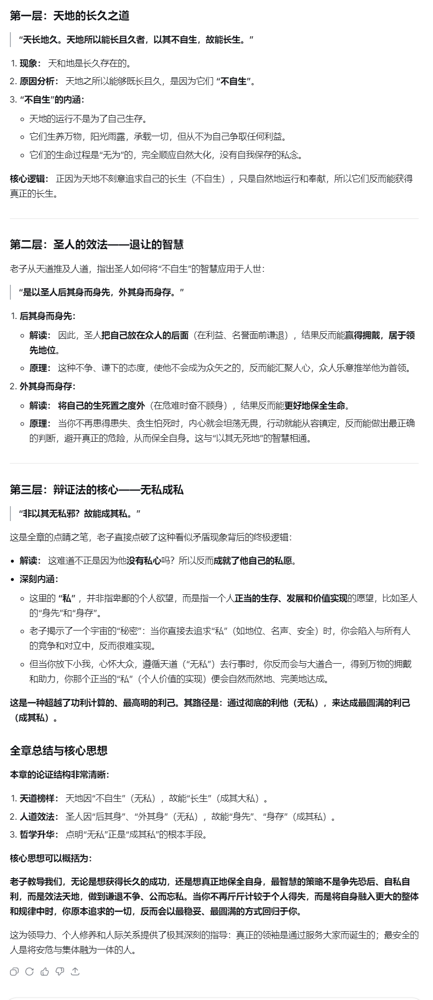 第一层：天地的长久之道
“天长地久。天地所以能长且久者，以其不自生，故能长生。”
1. 现象： 天和地是长久存在的。
2. 原因分析： 天地之所以能够既长且久，是因为它们 “不自生”。
3. “不自生”的内涵：
天地的运行不是为了自己生存。
它们生养万物，阳光雨露，承载一切，但从不为自己争取任何利益。
它们的生命过程是“无为”的，完全顺应自然大化，没有自我保存的私念。
核心逻辑： 正因为天地不刻意追求自己的长生（不自生），只是自然地运行和奉献，所以它们反而能获得
真正的长生。
第二层：圣人的效法——退让的智慧
老子从天道推及人道，指出圣人如何将“不自生”的智慧应用于人世：
“是以圣人后其身而身先，外其身而身存。”
1. 后其身而身先：
解读： 因此，圣人把自己放在众人的后面（在利益、名誉面前谦退），结果反而能赢得拥戴，居于领
先地位。
原理： 这种不争、谦下的态度，使他不会成为众矢之的，反而能汇聚人心，众人乐意推举他为首领。
2. 外其身而身存：
解读： 将自己的生死置之度外（在危难时奋不顾身），结果反而能更好地保全生命。
原理： 当你不再患得患失、贪生怕死时，内心就会坦荡无畏，行动就能从容镇定，反而能做出最正确
的判断，避开真正的危险，从而保全自身。这与“以其无死地”的智慧相通。
第三层：辩证法的核心——无私成私
“非以其无私邪？故能成其私。”
这是全章的点睛之笔，老子直接点破了这种看似矛盾现象背后的终极逻辑：
解读： 这难道不正是因为他没有私心吗？所以反而成就了他自己的私愿。
深刻内涵：
这里的 “私” ，并非指卑鄙的个人欲望，而是指一个人正当的生存、发展和价值实现的愿望，比如圣人
的“身先”和“身存”。
老子揭示了一个宇宙的“秘密”：当你直接去追求“私”（如地位、名声、安全）时，你会陷入与所有人
的竞争和对立中，反而很难实现。
但当你放下小我，心怀大众，遵循天道（“无私”）去行事时，你反而会与大道合一，得到万物的拥戴
和助力，你那个正当的“私”（个人价值的实现）便会自然而然地、完美地达成。
这是一种超越了功利计算的、最高明的利己。其路径是：通过彻底的利他（无私），来达成最圆满的利己
（成其私）。
全章总结与核心思想
本章的论证结构非常清晰：
1. 天道榜样： 天地因“不自生”（无私），故能“长生”（成其大私）。
2. 人道效法： 圣人因“后其身”、“外其身”（无私），故能“身先”、“身存”（成其私）。
3. 哲学升华： 点明“无私”正是“成其私”的根本手段。
核心思想可以概括为：
老子教导我们，无论是想获得长久的成功，还是想真正地保全自身，最智慧的策略不是争先恐后、自私自
利，而是效法天地，做到谦退不争、公而忘私。当你不再斤斤计较于个人得失，而是将自身融入更大的整体
和规律中时，你原本追求的一切，反而会以最稳妥、最圆满的方式回归于你。
这为领导力、个人修养和人际关系提供了极其深刻的指导：真正的领袖是通过服务大家而诞生的；最安全的
人是将安危与集体融为一体的人。